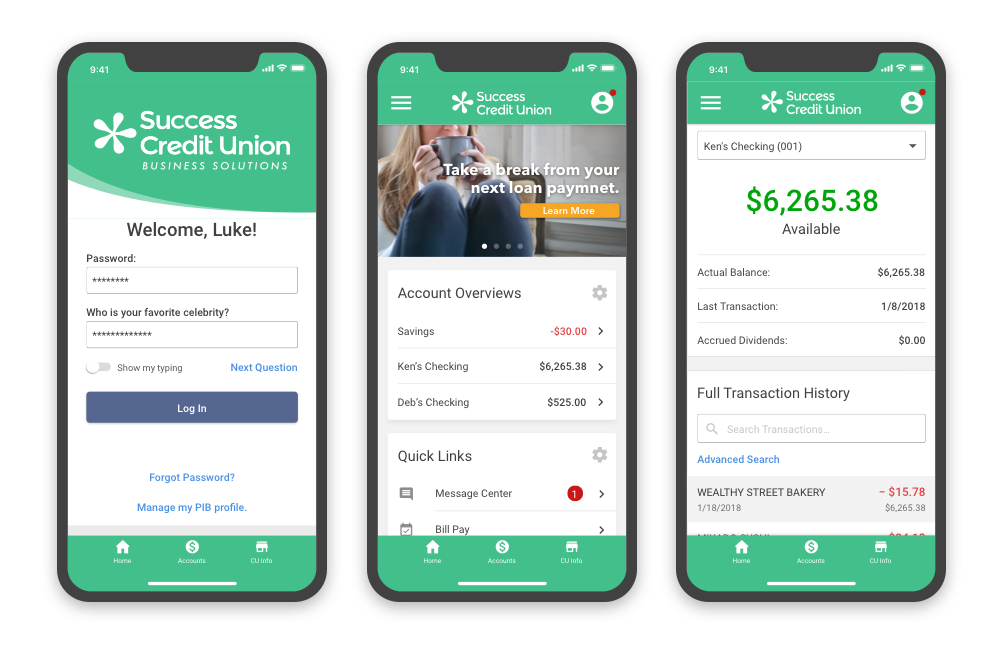 9:41
Success
Credit Union
BUSINESS SOLUTIONS
Welcome, Luke!
Password:
********
Who is your favorite celebrity?
*************
Show my typing
Next Question
Log In
Forgot Password?
Manage my PIB profile.
Home
Accounts
CU Info
9:41
Success
Credit Union
Take a break from your
next loan paymnet.
Learn More
Account Overviews
Savings
-$30.00
Ken's Checking
$6,265.38
Deb's Checking
$525.00
Quick Links
Message Center
1
Bill Pay
Home
Accounts
CU Info
9:41
Success
Credit Union
Ken's Checking (001)
$6,265.38
Available
Actual Balance:
$6,265.38
Last Transaction:
1/8/2018
Accrued Dividends:
$0.00
Full Transaction History
Search Transactions...
Advanced Search
WEALTHY STREET BAKERY
− $15.78
1/18/2018
$6,265.38
Home
Accounts
CU Info